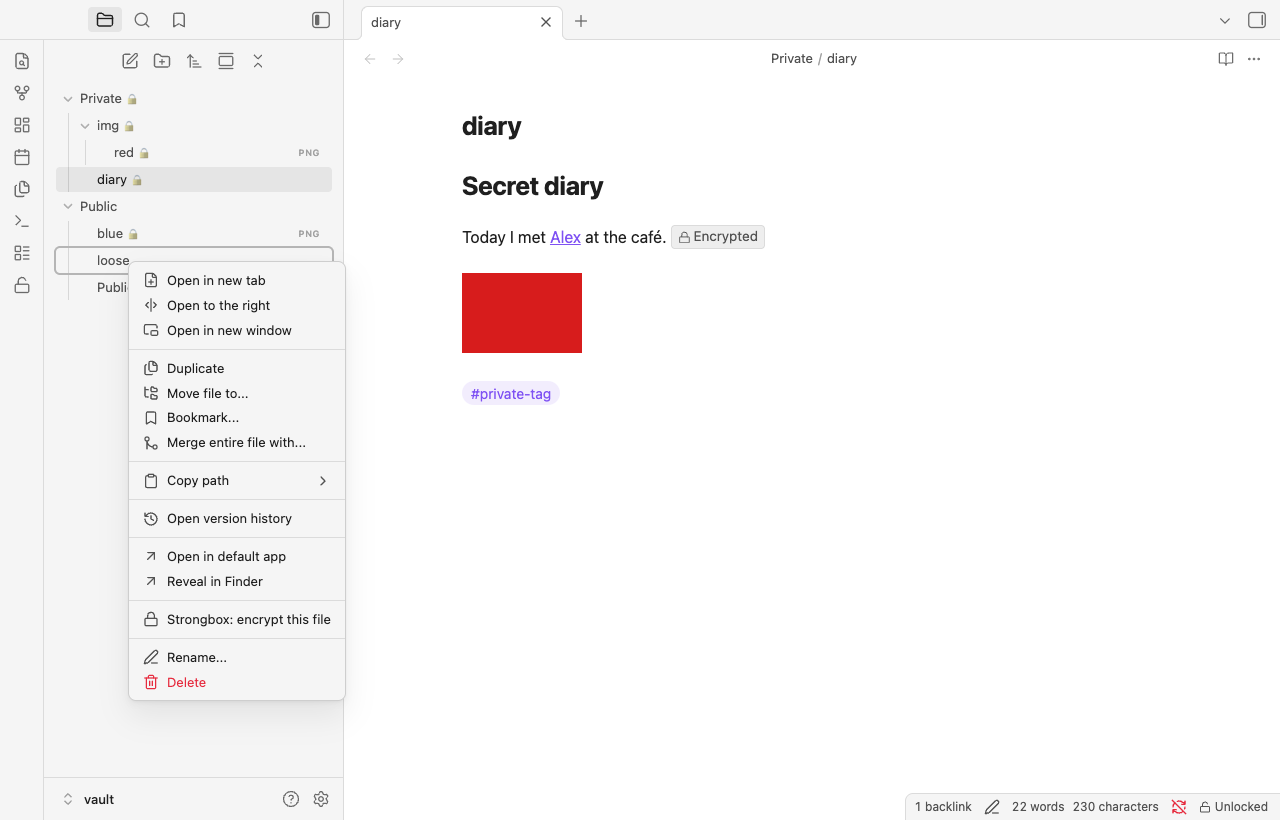 diary
Private / diary
Private
img
red PNG
diary
Public
blue PNG
loose
Open in new tab
Open to the right
Open in new window
Duplicate
Move file to...
Bookmark...
Merge entire file with...
Copy path
Open version history
Open in default app
Reveal in Finder
Strongbox: encrypt this file
Rename...
Delete
vault
diary
Secret diary
Today I met Alex at the café. Encrypted
#private-tag
1 backlink 22 words 230 characters Unlocked